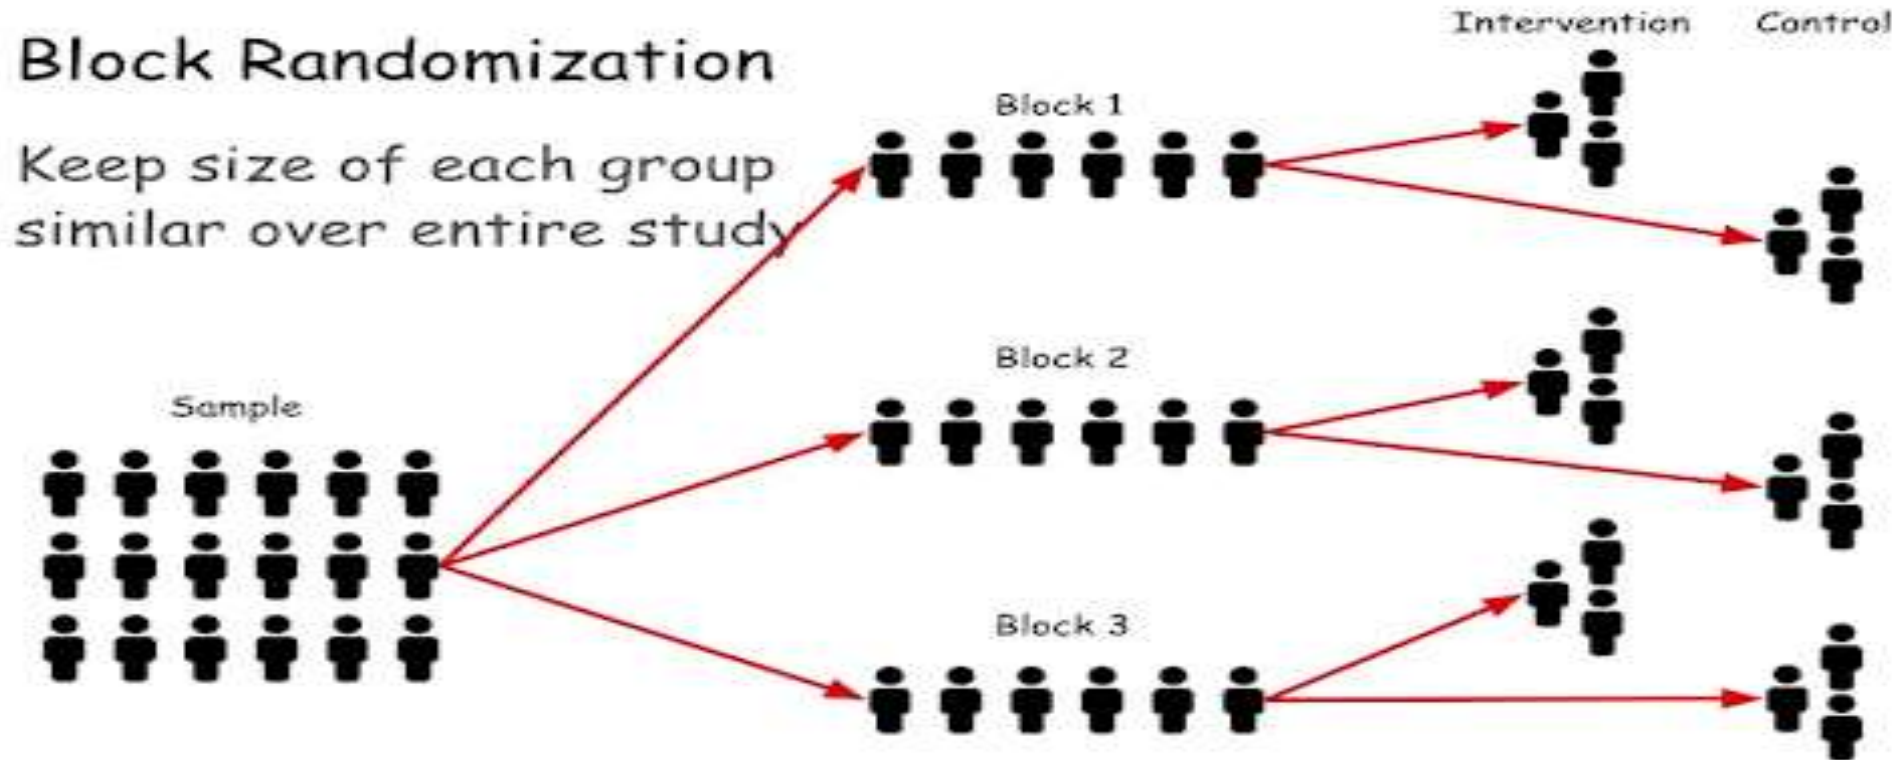 Block Randomization
Keep size of each group
similar over entire study
Sample
Block 1
Block 2
Block 3
Intervention
Control